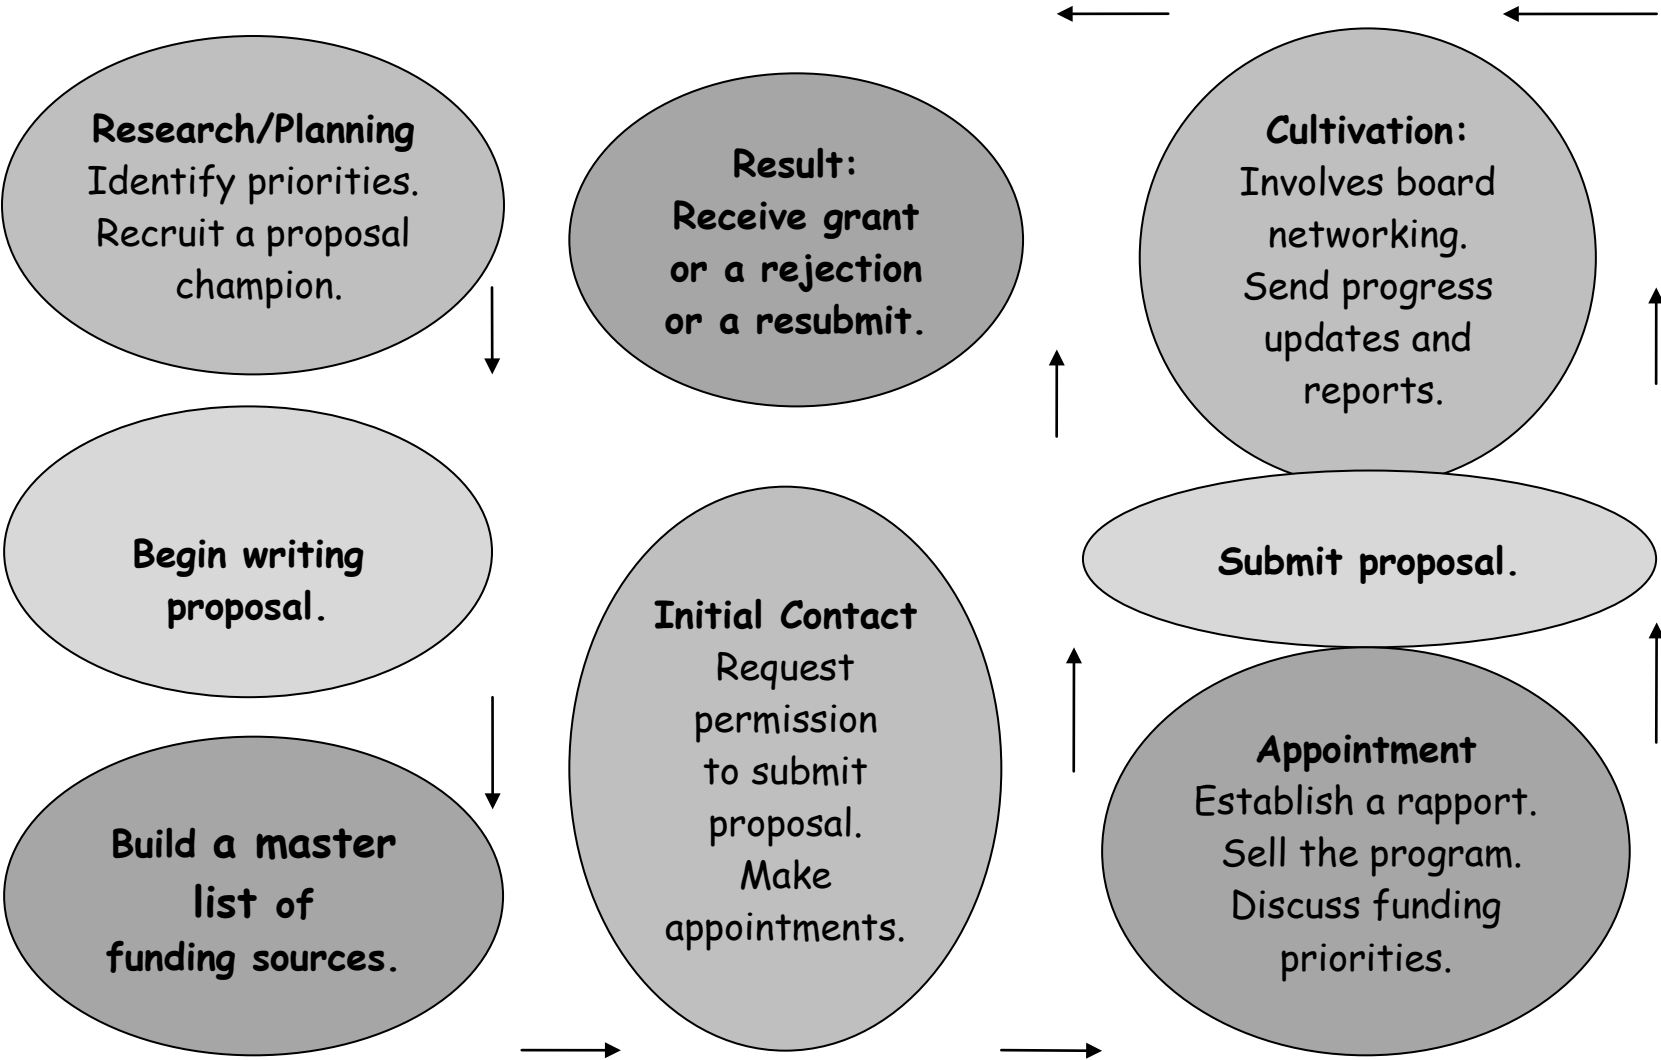 Research/Planning
Identify priorities.
Recruit a proposal
champion.
Begin writing
proposal.
Build a master
list of
funding sources.
Initial Contact
Request
permission
to submit
proposal.
Make
appointments.
Appointment
Establish a rapport.
Sell the program.
Discuss funding
priorities.
Submit proposal.
Cultivation:
Involves board
networking.
Send progress
updates and
reports.
Result:
Receive grant
or a rejection
or a resubmit.